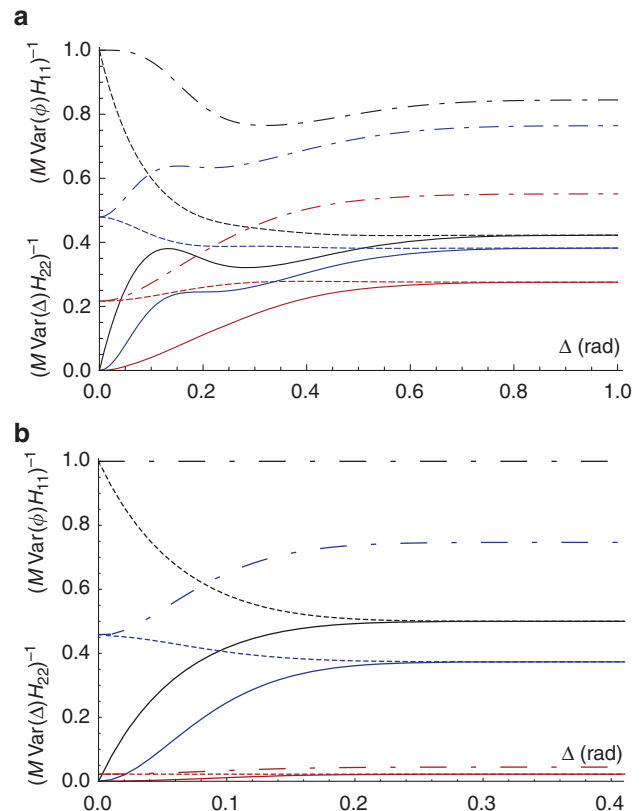 a
(M Var(ϕ)H₁₁)⁻¹
(M Var(Δ)H₂₂)⁻¹
1.0
0.8
0.6
0.4
0.2
0.0
Δ (rad)
0.0 0.2 0.4 0.6 0.8 1.0
b
(M Var(ϕ)H₁₁)⁻¹
(M Var(Δ)H₂₂)⁻¹
1.0
0.8
0.6
0.4
0.2
0.0
Δ (rad)
0.0 0.1 0.2 0.3 0.4